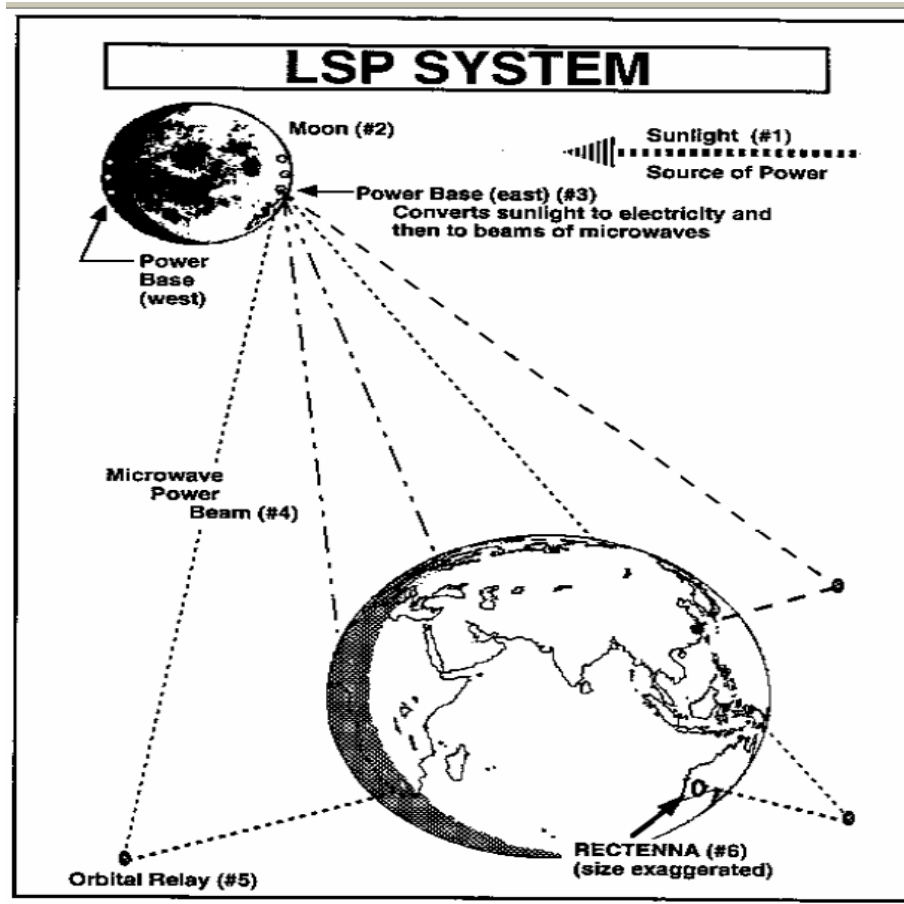 LSP SYSTEM
Moon (#2)
Sunlight (#1)
Source of Power
Power Base (east) (#3)
Converts sunlight to electricity and
then to beams of microwaves
Power
Base
(west)
Microwave
Power
Beam (#4)
RECTENNA (#6)
(size exaggerated)
Orbital Relay (#5)